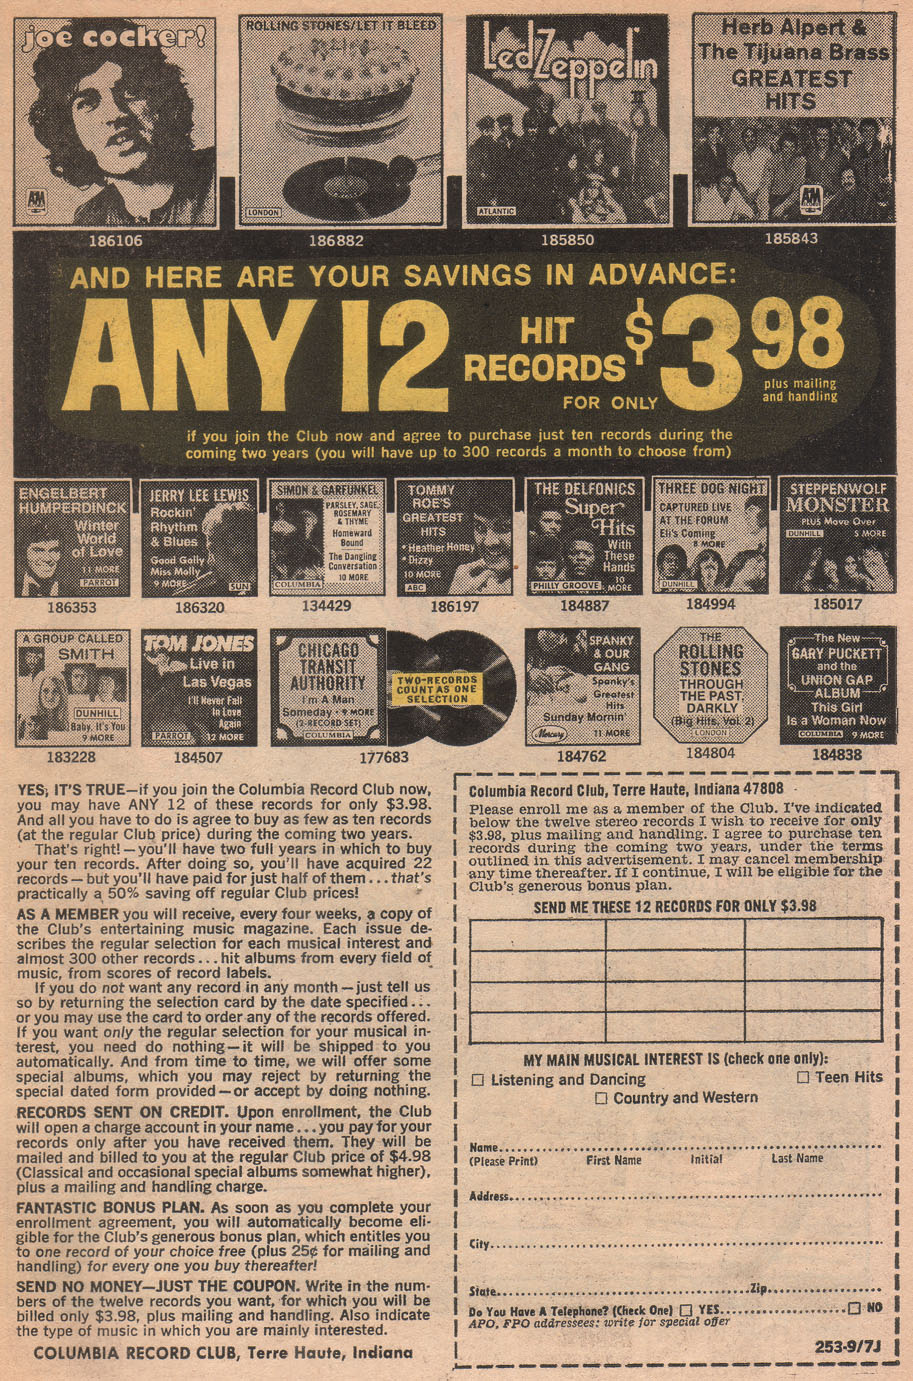 joe cocker!
A&M
186106
ROLLING STONES/LET IT BLEED
LONDON
186882
Led Zeppelin
II
ATLANTIC
185850
Herb Alpert &
The Tijuana Brass
GREATEST
HITS
A&M
185843
AND HERE ARE YOUR SAVINGS IN ADVANCE:
ANY 12
HIT
RECORDS
FOR ONLY
$3.98
plus mailing
and handling
if you join the Club now and agree to purchase just ten records during the
coming two years (you will have up to 300 records a month to choose from)
ENGELBERT
HUMPERDINCK
Winter
World
of Love
11 MORE
PARROT
186353
JERRY LEE LEWIS
Rockin'
Rhythm
& Blues
Good Golly
Miss Molly
9 MORE
SUN
186320
SIMON & GARFUNKEL
PARSLEY, SAGE,
ROSEMARY
& THYME
Homeward
Bound
The Dangling
Conversation
10 MORE
COLUMBIA
134429
TOMMY
ROE'S
GREATEST
HITS
• Heather Honey
• Dizzy
10 MORE
ABC
186197
THE DELFONICS
Super
Hits
With
These
Hands
10
MORE
PHILLY GROOVE
184887
THREE DOG NIGHT
CAPTURED LIVE
AT THE FORUM
Eli's Coming
8 MORE
DUNHILL
184994
STEPPENWOLF
MONSTER
PLUS Move Over
DUNHILL
5 MORE
185017
A GROUP CALLED
SMITH
DUNHILL
Baby, It's You
9 MORE
183228
TOM JONES
Live in
Las Vegas
I'll Never Fall
In Love
Again
PARROT
12 MORE
184507
CHICAGO
TRANSIT
AUTHORITY
I'm A Man
Someday • 9 MORE
(2-RECORD SET)
COLUMBIA
TWO-RECORDS
COUNT AS ONE
SELECTION
177683
SPANKY
& OUR
GANG
Spanky's
Greatest
Hits
Sunday Mornin'
Mercury
11 MORE
184762
THE
ROLLING
STONES
THROUGH
THE PAST,
DARKLY
(Big Hits, Vol. 2)
LONDON
184804
The New
GARY PUCKETT
and the
UNION GAP
ALBUM
This Girl
Is a Woman Now
COLUMBIA 9 MORE
184838
YES, IT'S TRUE—if you join the Columbia Record Club now,
you may have ANY 12 of these records for only $3.98.
And all you have to do is agree to buy as few as ten records
(at the regular Club price) during the coming two years.
That's right!—you'll have two full years in which to buy
your ten records. After doing so, you'll have acquired 22
records—but you'll have paid for just half of them...that's
practically a 50% saving off regular Club prices!
AS A MEMBER you will receive, every four weeks, a copy of
the Club's entertaining music magazine. Each issue de-
scribes the regular selection for each musical interest and
almost 300 other records...hit albums from every field of
music, from scores of record labels.
If you do not want any record in any month—just tell us
so by returning the selection card by the date specified...
or you may use the card to order any of the records offered.
If you want only the regular selection for your musical in-
terest, you need do nothing—it will be shipped to you
automatically. And from time to time, we will offer some
special albums, which you may reject by returning the
special dated form provided—or accept by doing nothing.
RECORDS SENT ON CREDIT. Upon enrollment, the Club
will open a charge account in your name...you pay for your
records only after you have received them. They will be
mailed and billed to you at the regular Club price of $4.98
(Classical and occasional special albums somewhat higher),
plus a mailing and handling charge.
FANTASTIC BONUS PLAN. As soon as you complete your
enrollment agreement, you will automatically become eli-
gible for the Club's generous bonus plan, which entitles you
to one record of your choice free (plus 25¢ for mailing and
handling) for every one you buy thereafter!
SEND NO MONEY—JUST THE COUPON. Write in the num-
bers of the twelve records you want, for which you will be
billed only $3.98, plus mailing and handling. Also indicate
the type of music in which you are mainly interested.
COLUMBIA RECORD CLUB, Terre Haute, Indiana
Columbia Record Club, Terre Haute, Indiana 47808
Please enroll me as a member of the Club. I've indicated
below the twelve stereo records I wish to receive for only
$3.98, plus mailing and handling. I agree to purchase ten
records during the coming two years, under the terms
outlined in this advertisement. I may cancel membership
any time thereafter. If I continue, I will be eligible for the
Club's generous bonus plan.
SEND ME THESE 12 RECORDS FOR ONLY $3.98
MY MAIN MUSICAL INTEREST IS (check one only):
☐ Listening and Dancing ☐ Teen Hits
☐ Country and Western
Name
(Please Print) First Name Initial Last Name
Address
City
State Zip
Do You Have A Telephone? (Check One) ☐ YES ☐ NO
APO, FPO addressees: write for special offer
253-9/7J